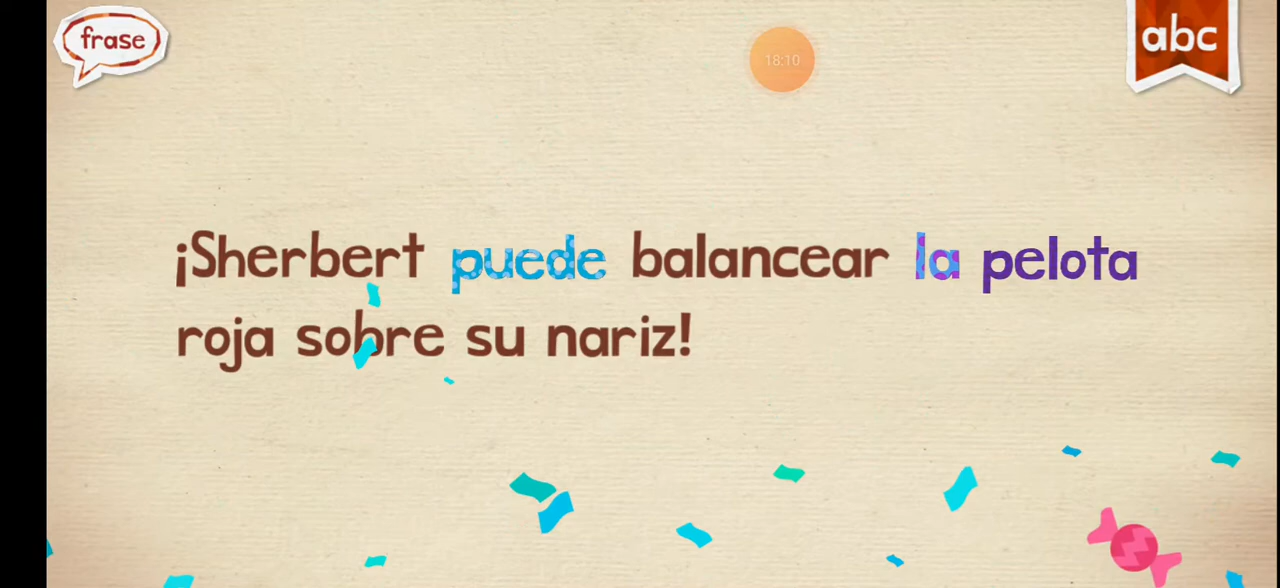 frase
18:10
abc
¡Sherbert puede balancear la pelota
roja sobre su nariz!